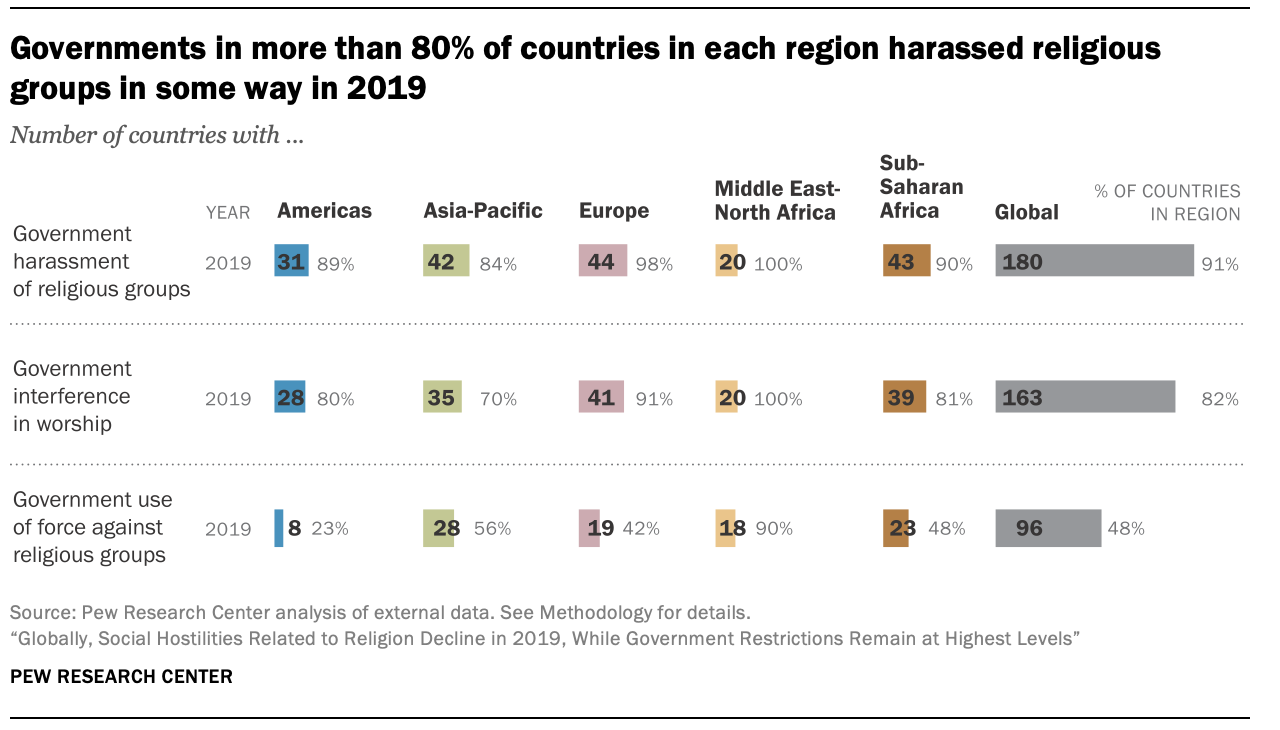 Governments in more than 80% of countries in each region harassed religious
groups in some way in 2019
Number of countries with ...
YEAR Americas Asia-Pacific Europe Middle East-
North Africa Sub-
Saharan
Africa Global % OF COUNTRIES
IN REGION
Government
harassment
of religious groups
2019 31 89% 42 84% 44 98% 20 100% 43 90% 180 91%
Government
interference
in worship
2019 28 80% 35 70% 41 91% 20 100% 39 81% 163 82%
Government use
of force against
religious groups
2019 8 23% 28 56% 19 42% 18 90% 23 48% 96 48%
Source: Pew Research Center analysis of external data. See Methodology for details.
“Globally, Social Hostilities Related to Religion Decline in 2019, While Government Restrictions Remain at Highest Levels”
PEW RESEARCH CENTER